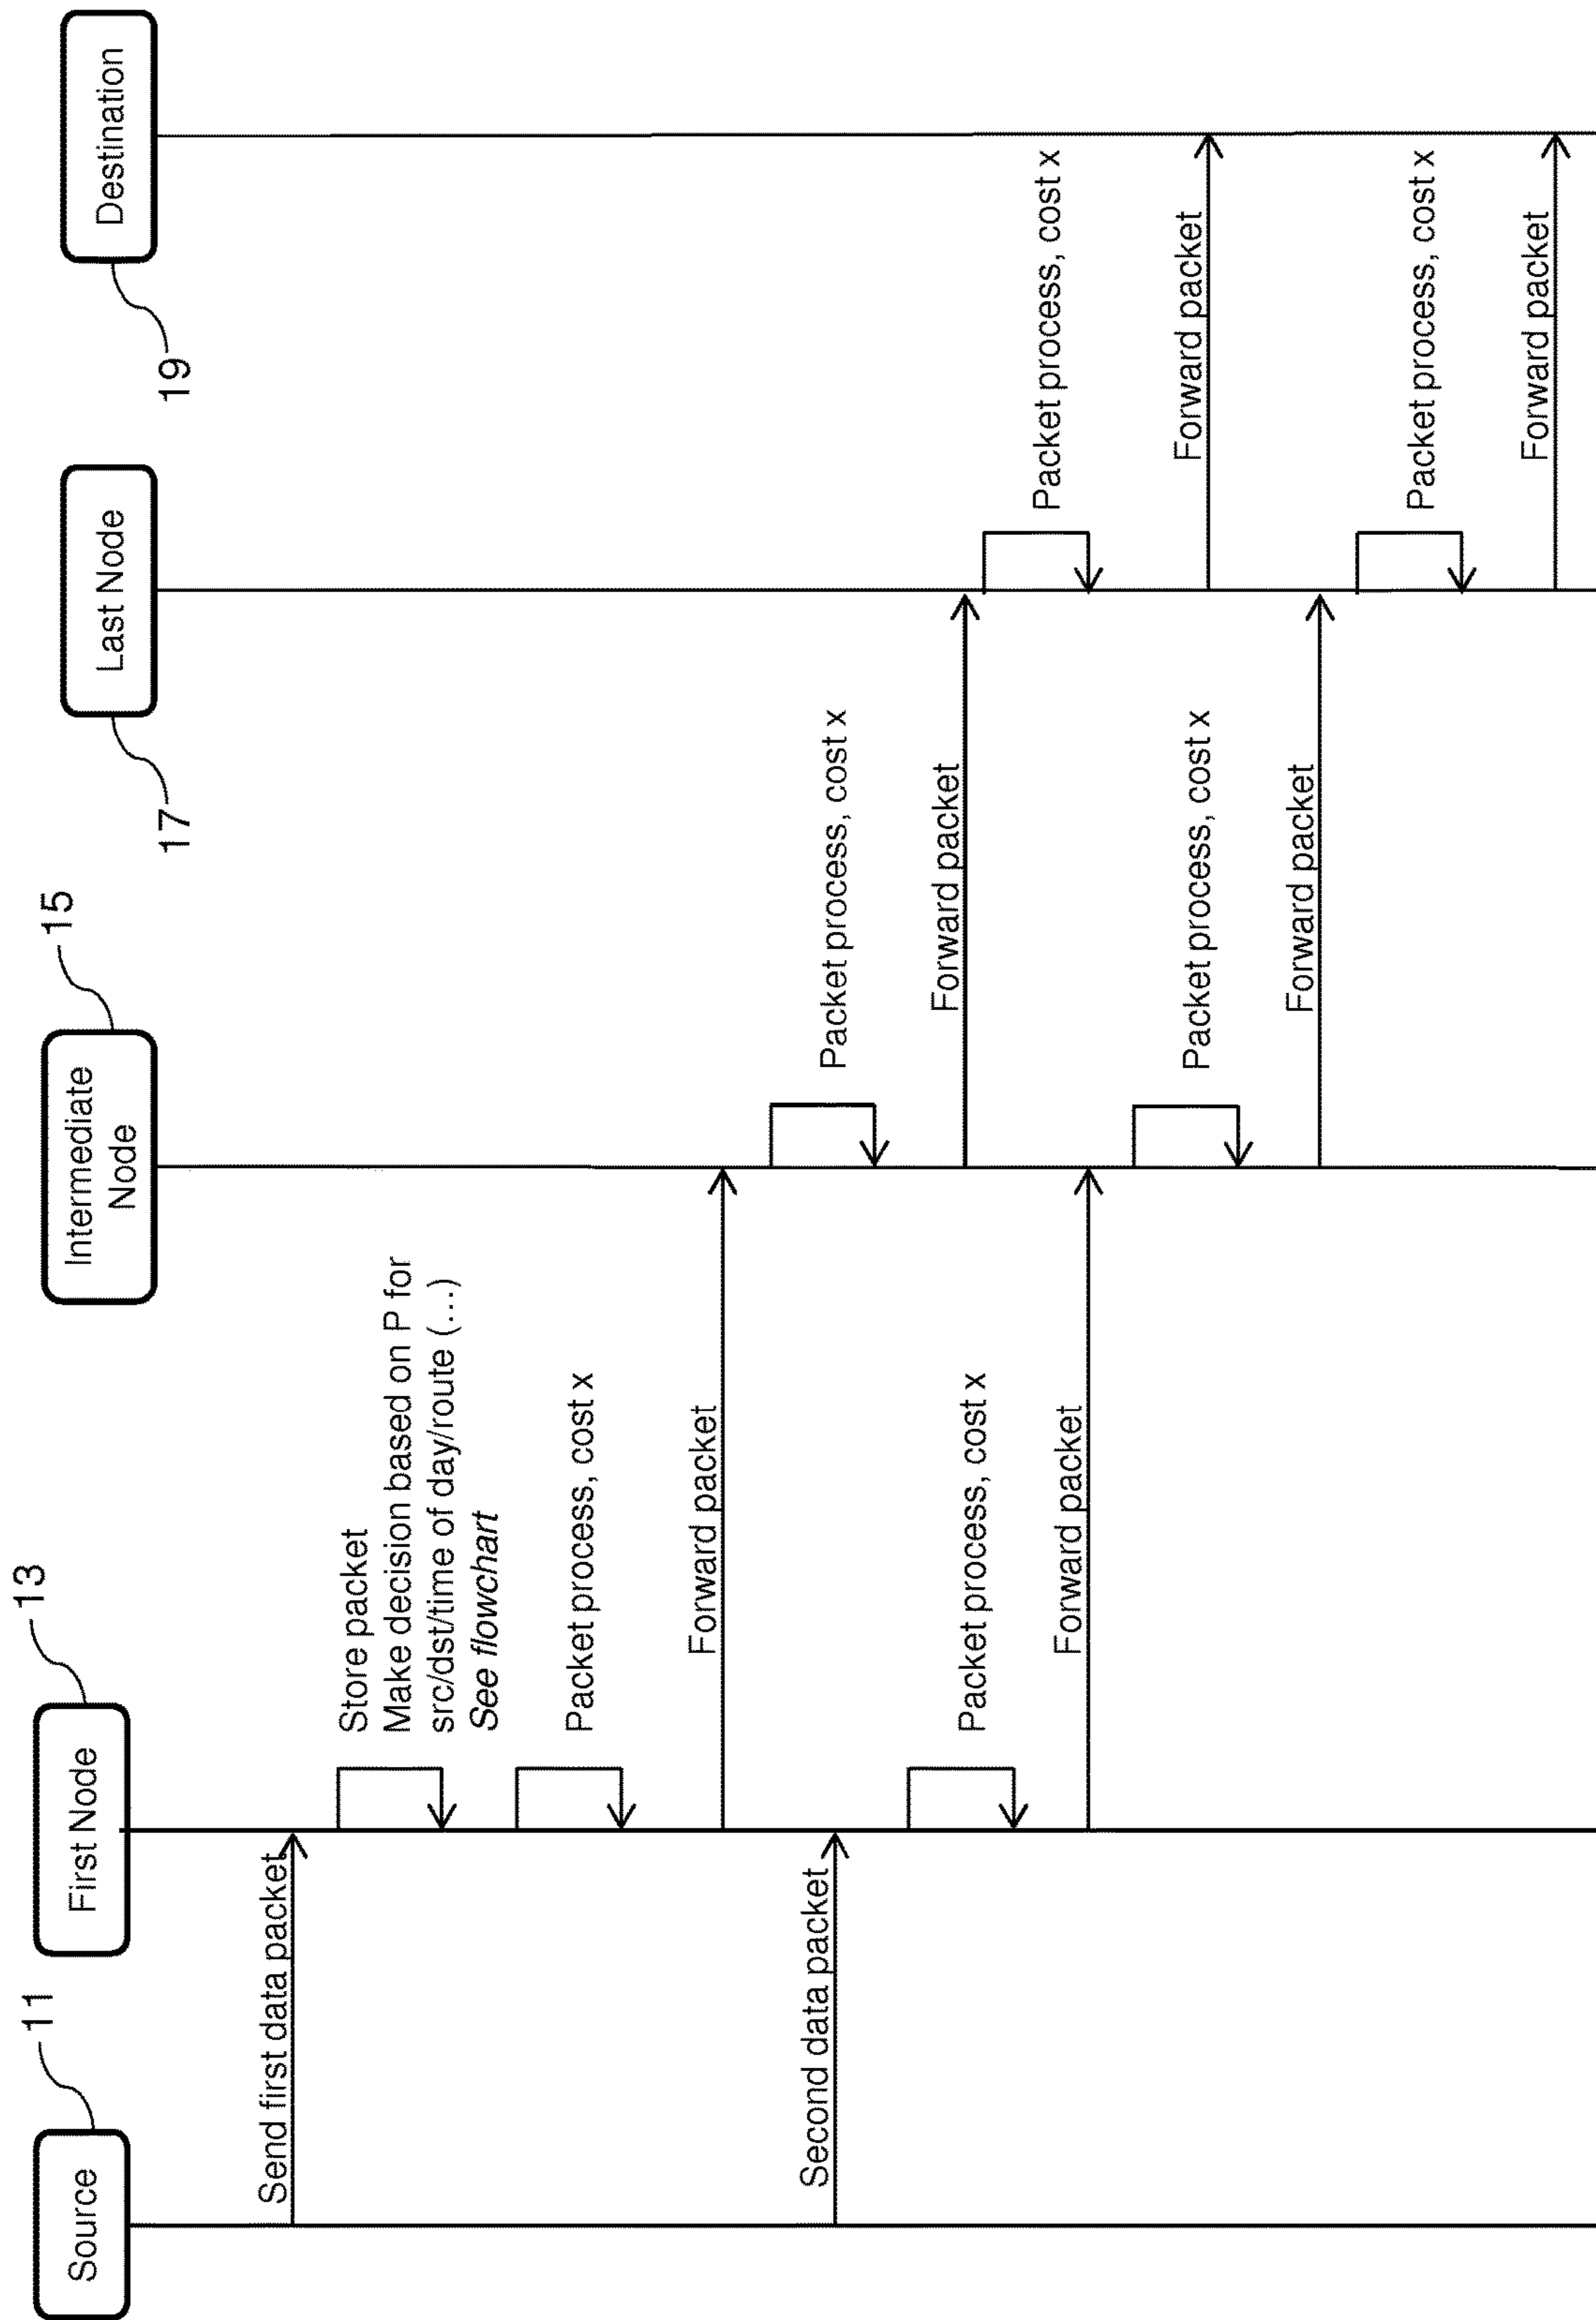 Source
11
First Node
13
Intermediate
Node
15
Last Node
17
Destination
19
Send first data packet
Store packet
Make decision based on P for
src/dst/time of day/route (...)
See flowchart
Packet process, cost x
Forward packet
Packet process, cost x
Second data packet
Packet process, cost x
Forward packet
Packet process, cost x
Forward packet
Forward packet
Packet process, cost x
Forward packet
Forward packet
Packet process, cost x
Forward packet